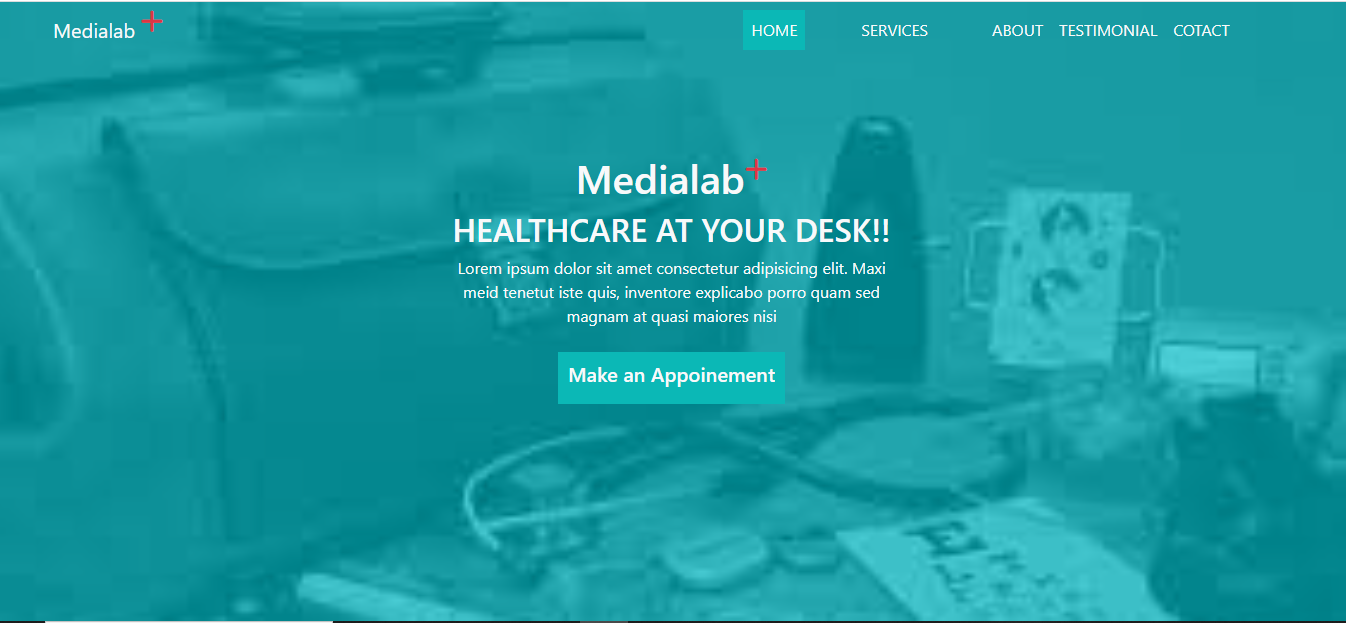 Medialab +
HOME SERVICES ABOUT TESTIMONIAL COTACT
Medialab+
HEALTHCARE AT YOUR DESK!!
Lorem ipsum dolor sit amet consectetur adipisicing elit. Maxi
meid tenetut iste quis, inventore explicabo porro quam sed
magnam at quasi maiores nisi
Make an Appoinement